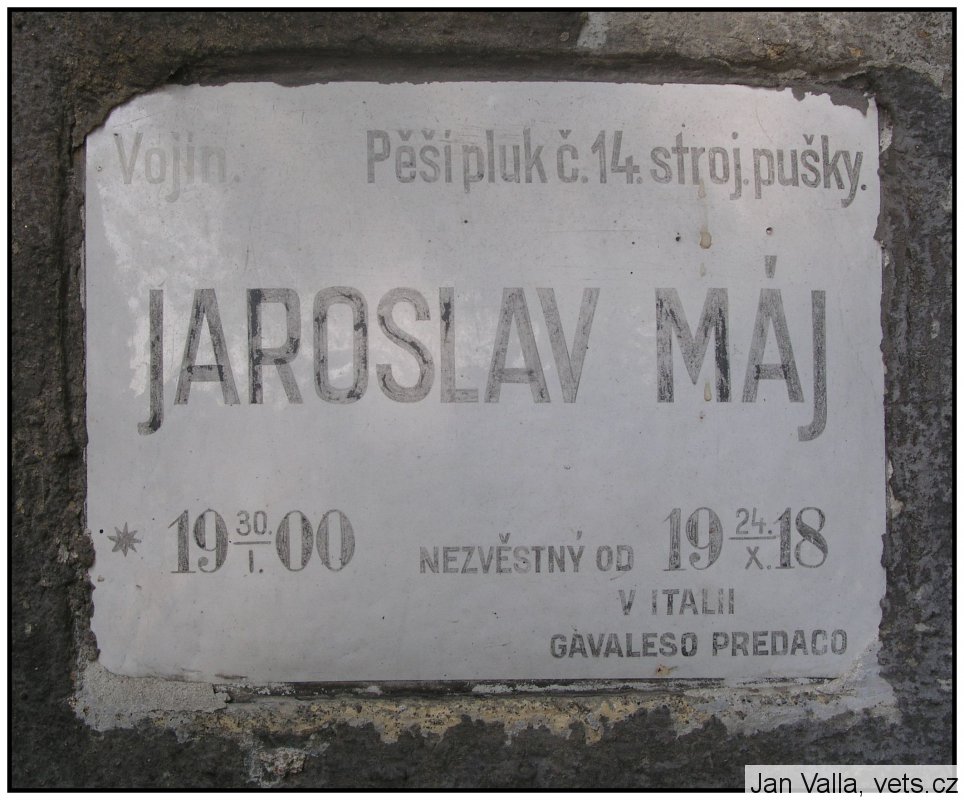 Vojin. Pěší pluk č. 14. stroj. pušky.
JAROSLAV MÁJ
* 19 30./I. 00 NEZVĚSTNÝ OD 19 24./X. 18
V ITALII
GAVALESO PREDACO
Jan Valla, vets.cz